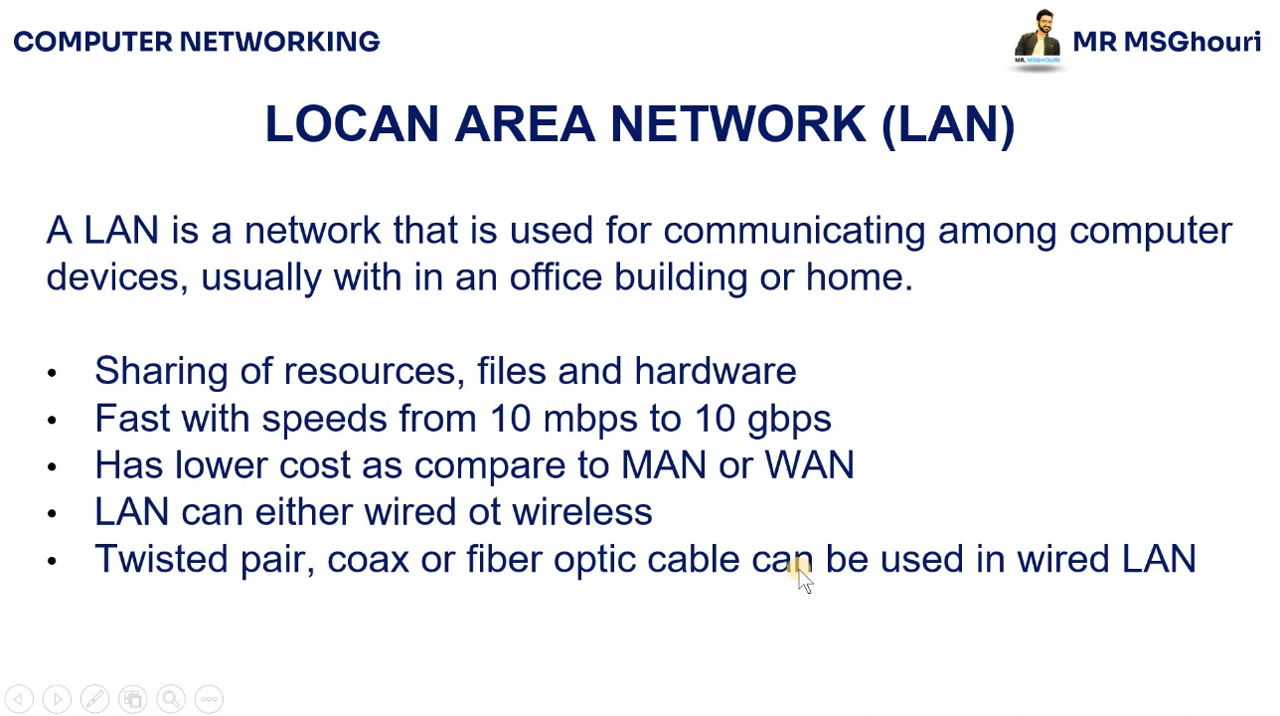 COMPUTER NETWORKING
MR. MSGHOURI
MR MSGhouri
LOCAN AREA NETWORK (LAN)
A LAN is a network that is used for communicating among computer
devices, usually with in an office building or home.
• Sharing of resources, files and hardware
• Fast with speeds from 10 mbps to 10 gbps
• Has lower cost as compare to MAN or WAN
• LAN can either wired ot wireless
• Twisted pair, coax or fiber optic cable can be used in wired LAN